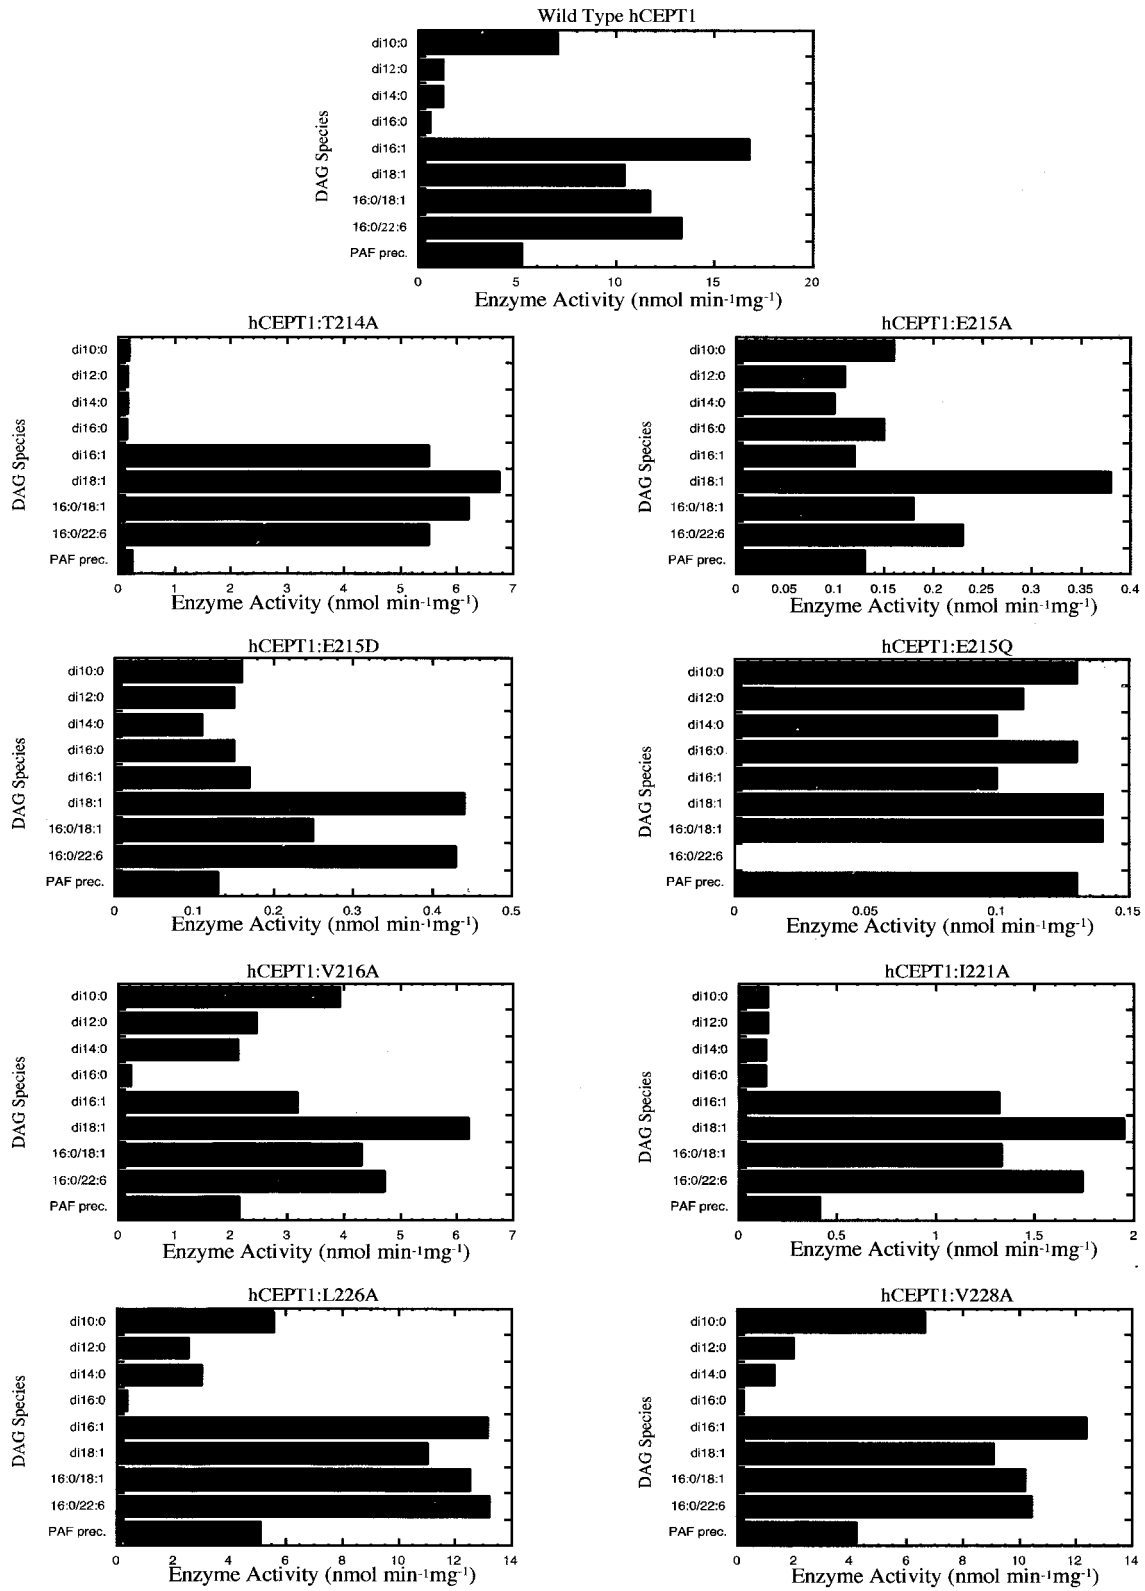 Wild Type hCEPT1
DAG Species
di10:0
di12:0
di14:0
di16:0
di16:1
di18:1
16:0/18:1
16:0/22:6
PAF prec.
0 5 10 15 20
Enzyme Activity (nmol min-1mg-1)
hCEPT1:T214A
DAG Species
di10:0
di12:0
di14:0
di16:0
di16:1
di18:1
16:0/18:1
16:0/22:6
PAF prec.
0 1 2 3 4 5 6 7
Enzyme Activity (nmol min-1mg-1)
hCEPT1:E215A
DAG Species
di10:0
di12:0
di14:0
di16:0
di16:1
di18:1
16:0/18:1
16:0/22:6
PAF prec.
0 0.05 0.1 0.15 0.2 0.25 0.3 0.35 0.4
Enzyme Activity (nmol min-1mg-1)
hCEPT1:E215D
DAG Species
di10:0
di12:0
di14:0
di16:0
di16:1
di18:1
16:0/18:1
16:0/22:6
PAF prec.
0 0.1 0.2 0.3 0.4 0.5
Enzyme Activity (nmol min-1mg-1)
hCEPT1:E215Q
DAG Species
di10:0
di12:0
di14:0
di16:0
di16:1
di18:1
16:0/18:1
16:0/22:6
PAF prec.
0 0.05 0.1 0.15
Enzyme Activity (nmol min-1mg-1)
hCEPT1:V216A
DAG Species
di10:0
di12:0
di14:0
di16:0
di16:1
di18:1
16:0/18:1
16:0/22:6
PAF prec.
0 1 2 3 4 5 6 7
Enzyme Activity (nmol min-1mg-1)
hCEPT1:I221A
DAG Species
di10:0
di12:0
di14:0
di16:0
di16:1
di18:1
16:0/18:1
16:0/22:6
PAF prec.
0 0.5 1 1.5 2
Enzyme Activity (nmol min-1mg-1)
hCEPT1:L226A
DAG Species
di10:0
di12:0
di14:0
di16:0
di16:1
di18:1
16:0/18:1
16:0/22:6
PAF prec.
0 2 4 6 8 10 12 14
Enzyme Activity (nmol min-1mg-1)
hCEPT1:V228A
DAG Species
di10:0
di12:0
di14:0
di16:0
di16:1
di18:1
16:0/18:1
16:0/22:6
PAF prec.
0 2 4 6 8 10 12 14
Enzyme Activity (nmol min-1mg-1)